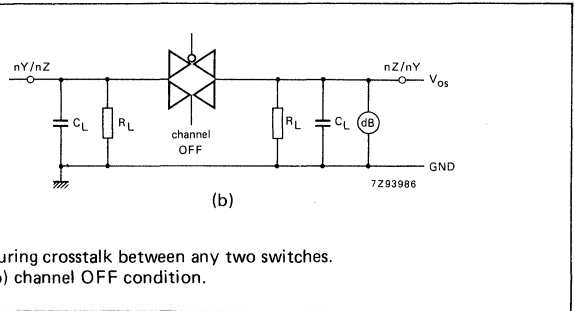 nY/nZ
nZ/nY
Vos
CL
RL
channel
OFF
RL
CL
dB
GND
7Z93986
(b)
uring crosstalk between any two switches.
) channel OFF condition.